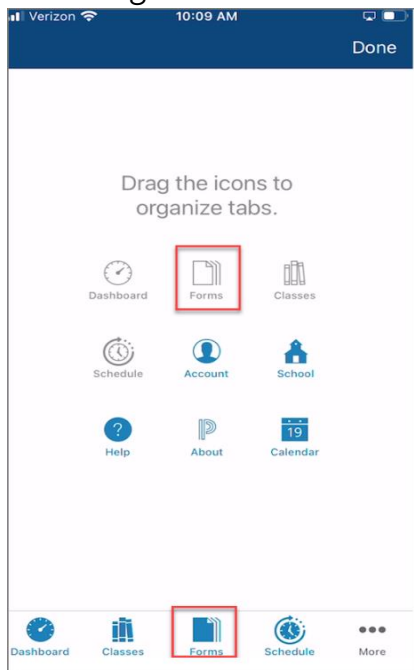 Verizon 10:09 AM
Done
Drag the icons to
organize tabs.
Dashboard Forms Classes
Schedule Account School
? P 19
Help About Calendar
Dashboard Classes Forms Schedule More